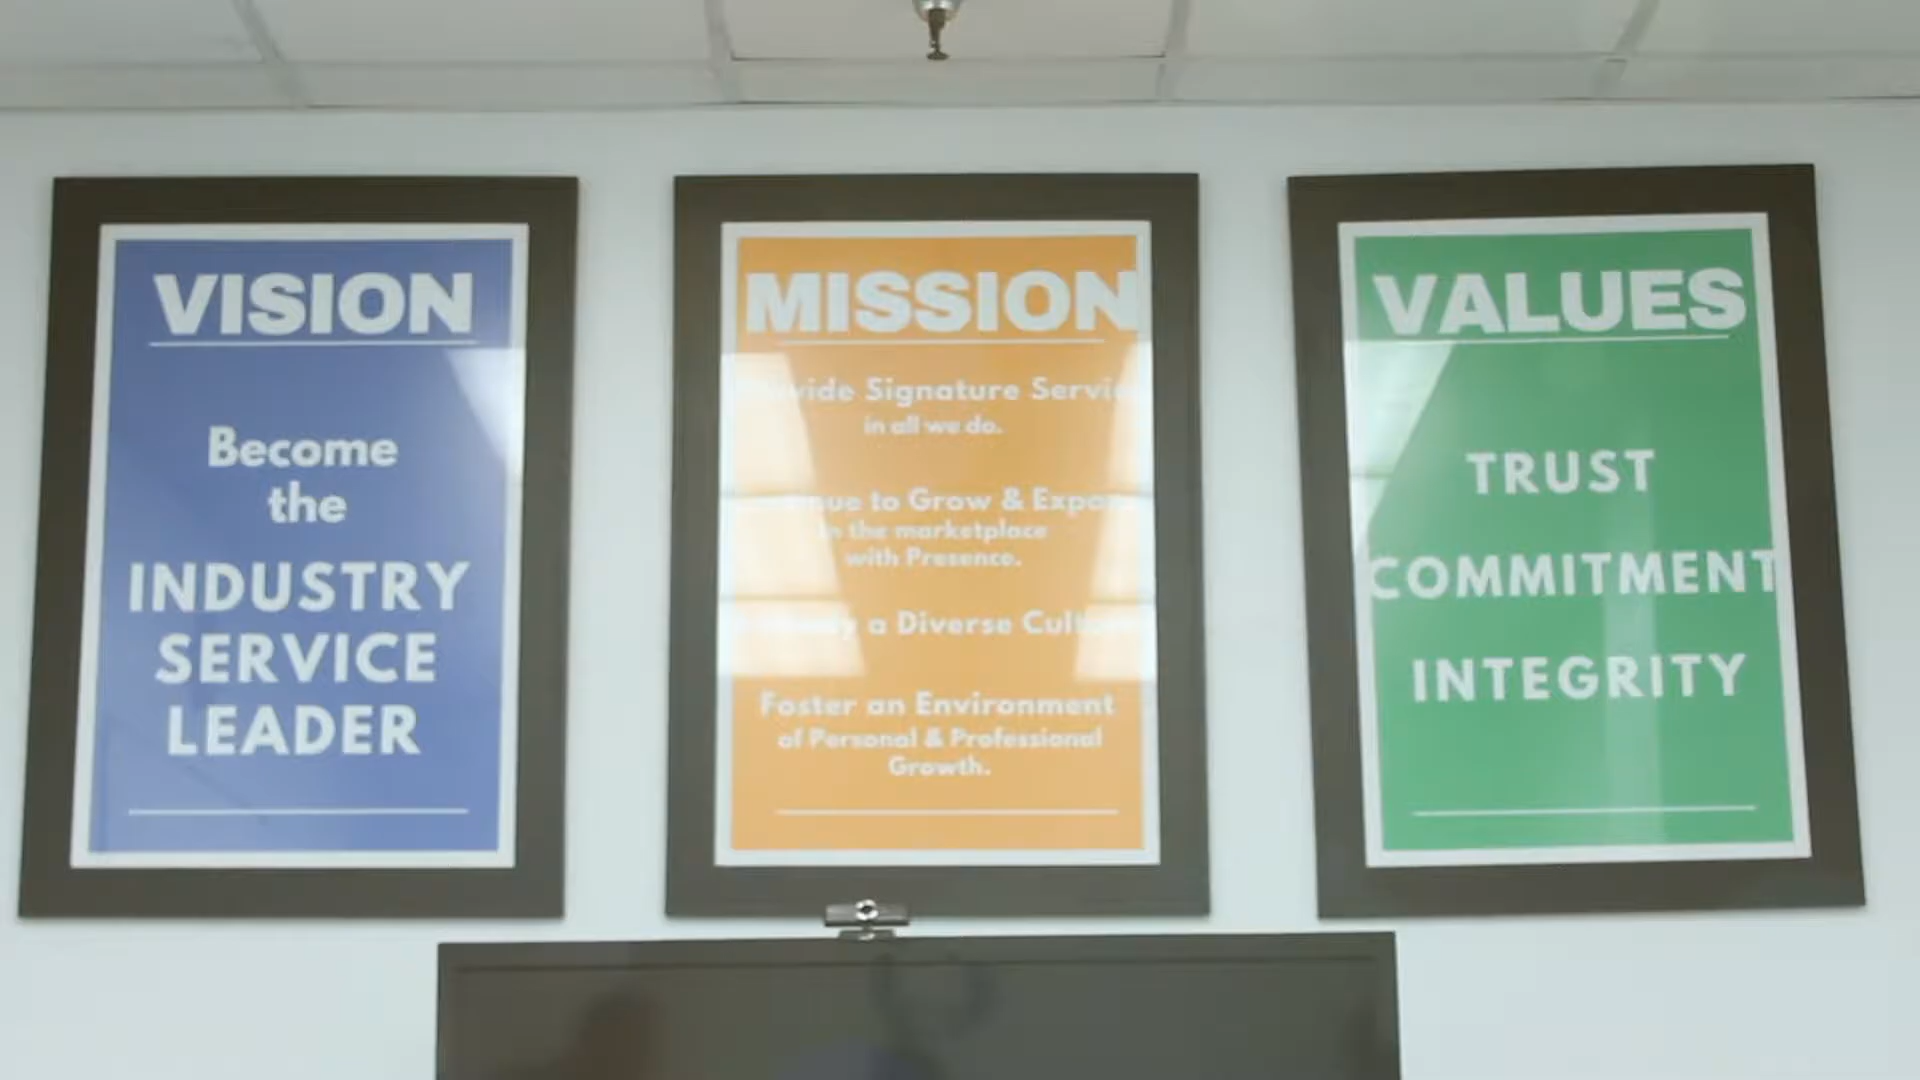 VISION
Become
the
INDUSTRY
SERVICE
LEADER
MISSION
Signature
in all we do.
to Grow &
the marketplace
with Presence.
a Diverse
Foster an Environment
of Personal & Professional
Growth.
VALUES
TRUST
COMMITMENT
INTEGRITY